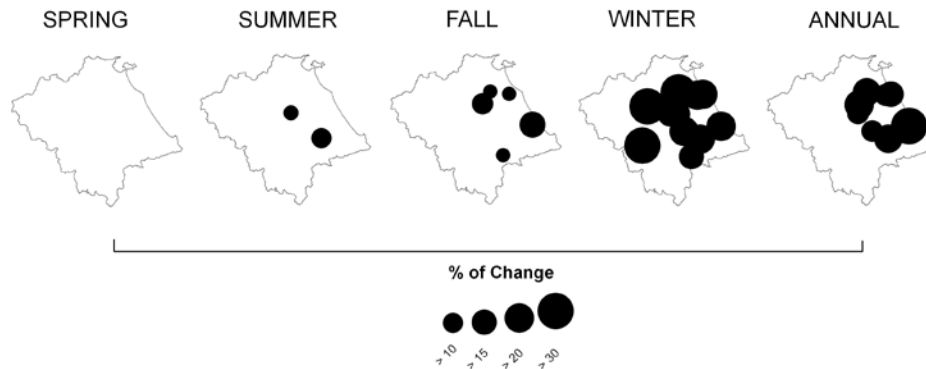 SPRING SUMMER FALL WINTER ANNUAL
% of Change
> 10 > 15 > 20 > 30